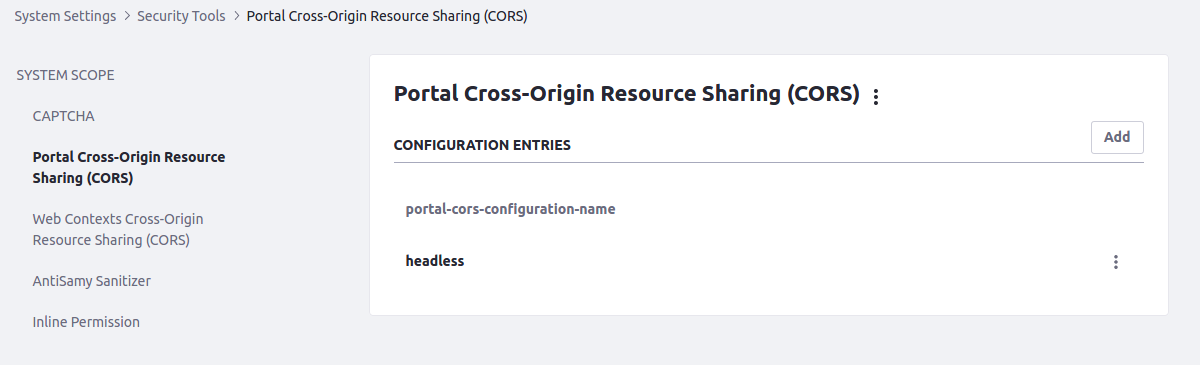 System Settings > Security Tools > Portal Cross-Origin Resource Sharing (CORS)
SYSTEM SCOPE
CAPTCHA
Portal Cross-Origin Resource
Sharing (CORS)
Web Contexts Cross-Origin
Resource Sharing (CORS)
AntiSamy Sanitizer
Inline Permission
Portal Cross-Origin Resource Sharing (CORS)
CONFIGURATION ENTRIES
Add
portal-cors-configuration-name
headless